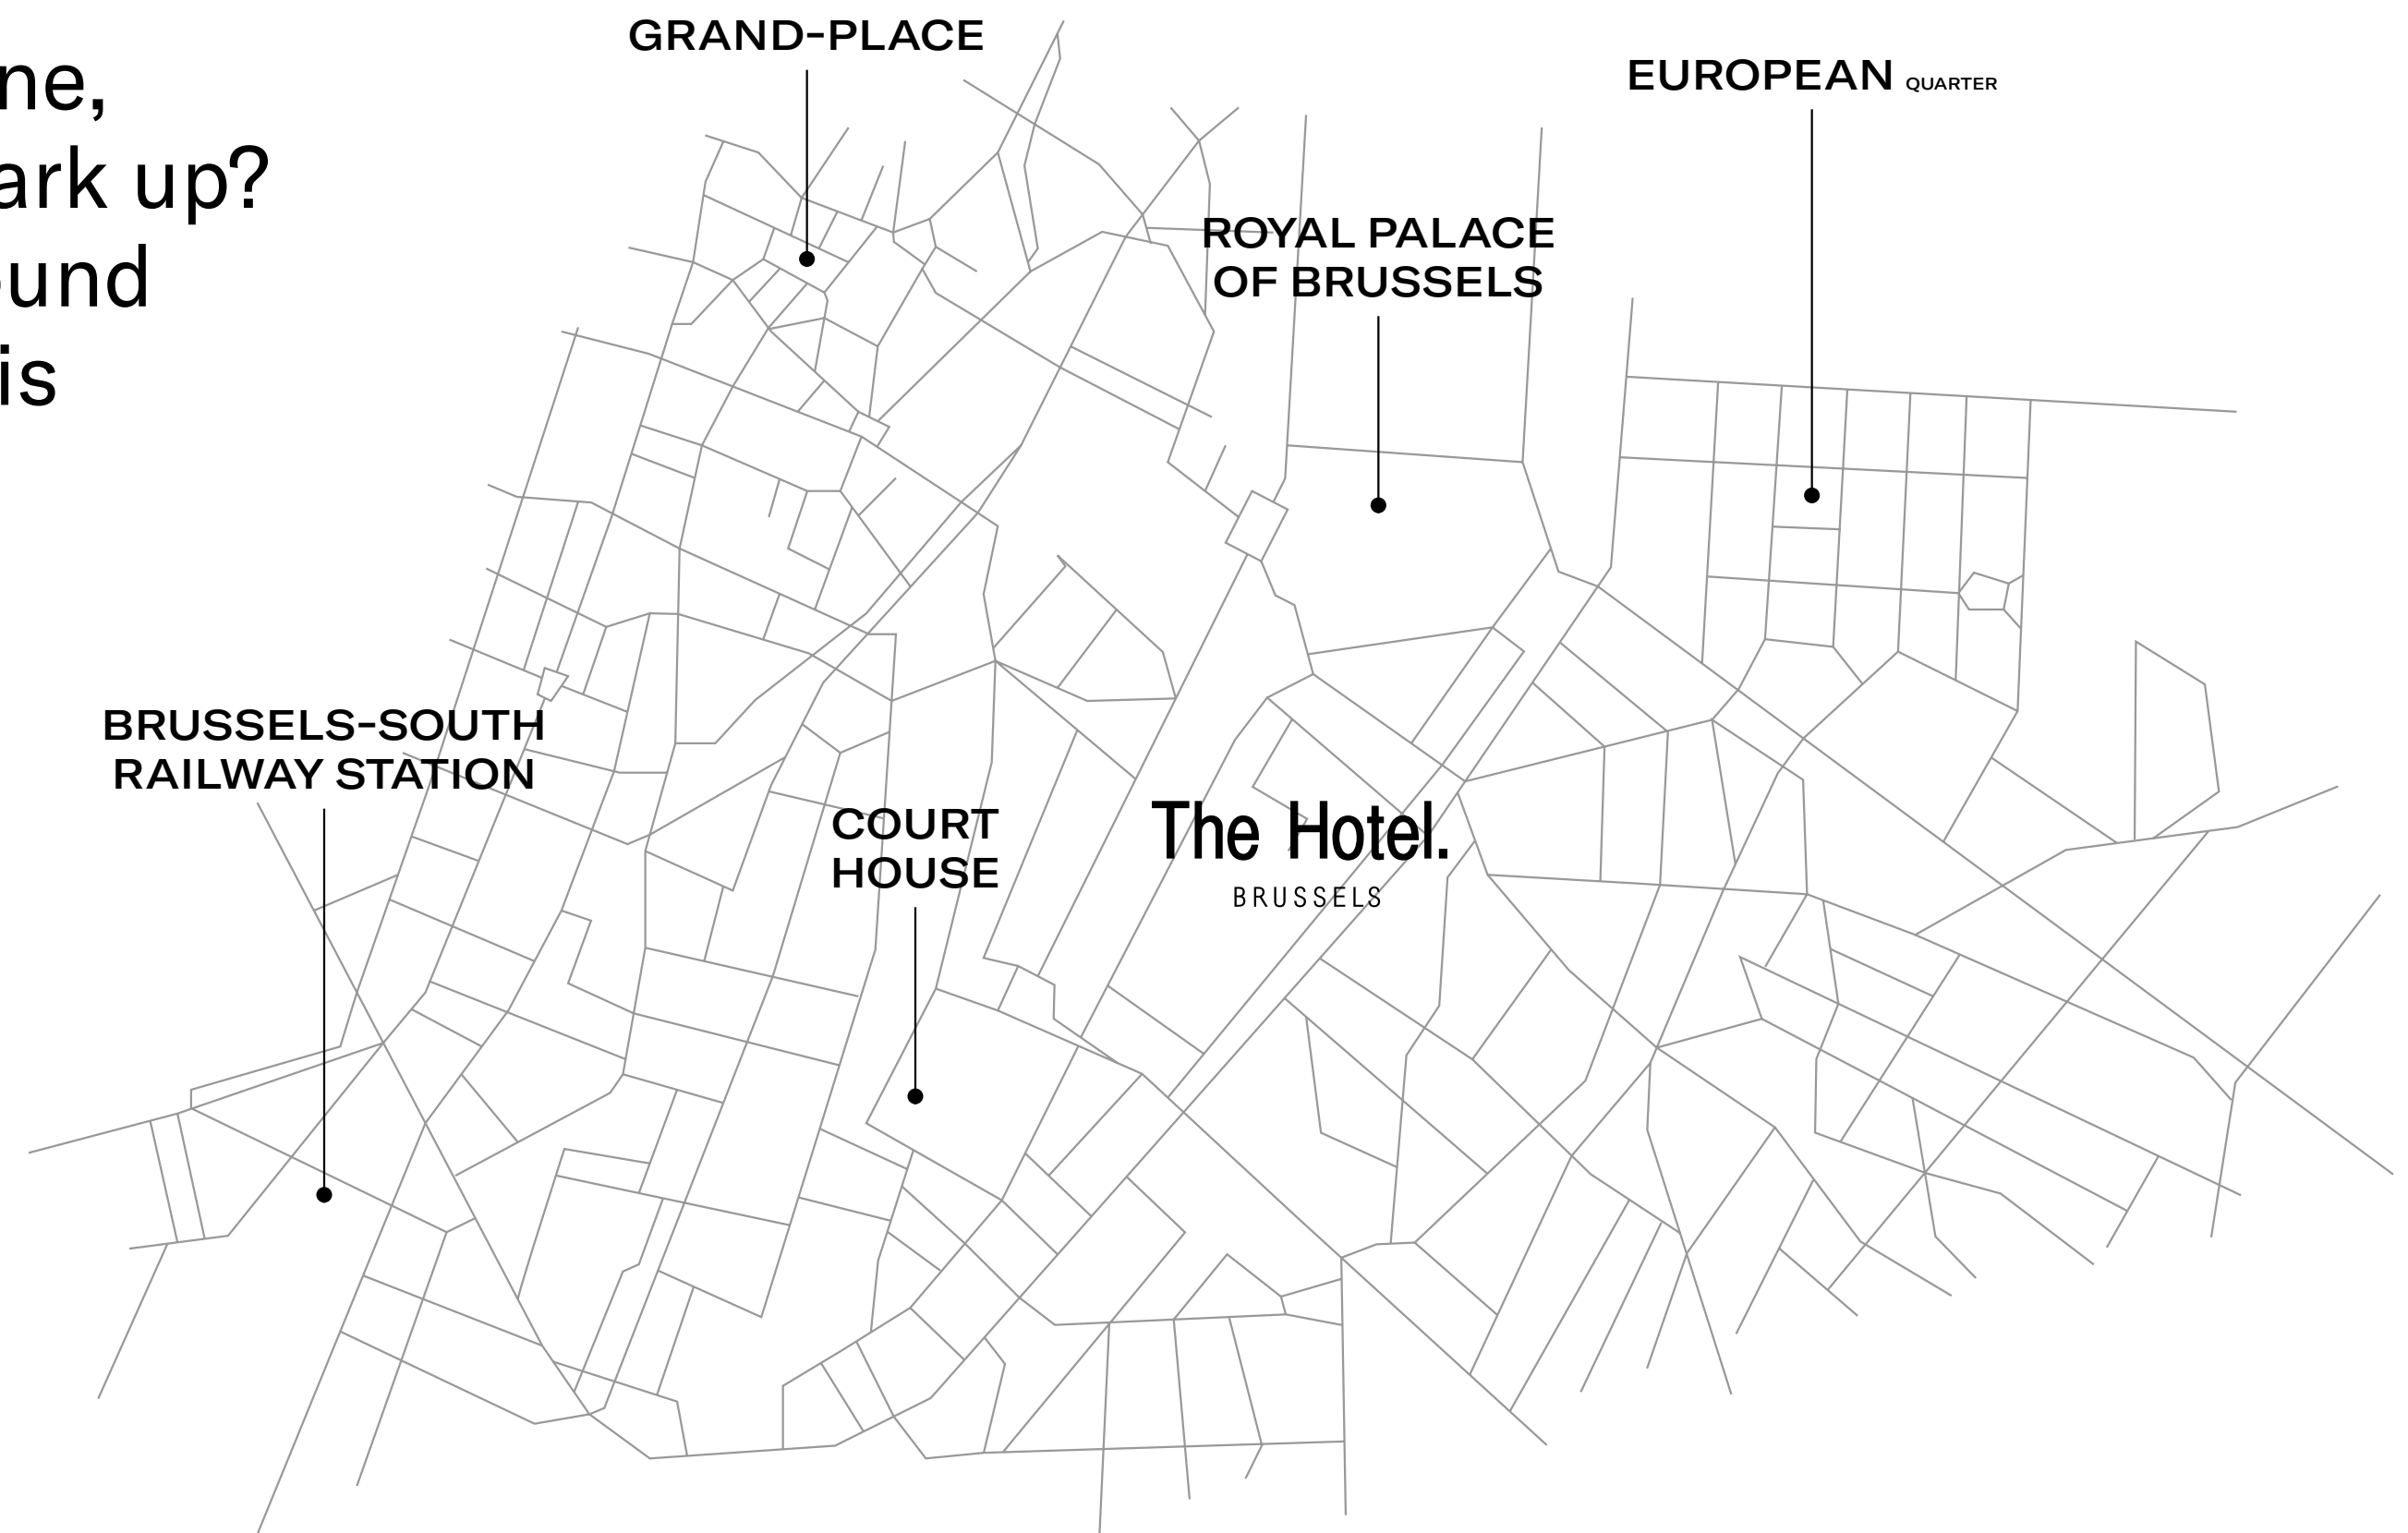 GRAND-PLACE
EUROPEAN QUARTER
ne,
ark up?
und
is
ROYAL PALACE
OF BRUSSELS
BRUSSELS-SOUTH
RAILWAY STATION
COURT
HOUSE
The Hotel.
BRUSSELS